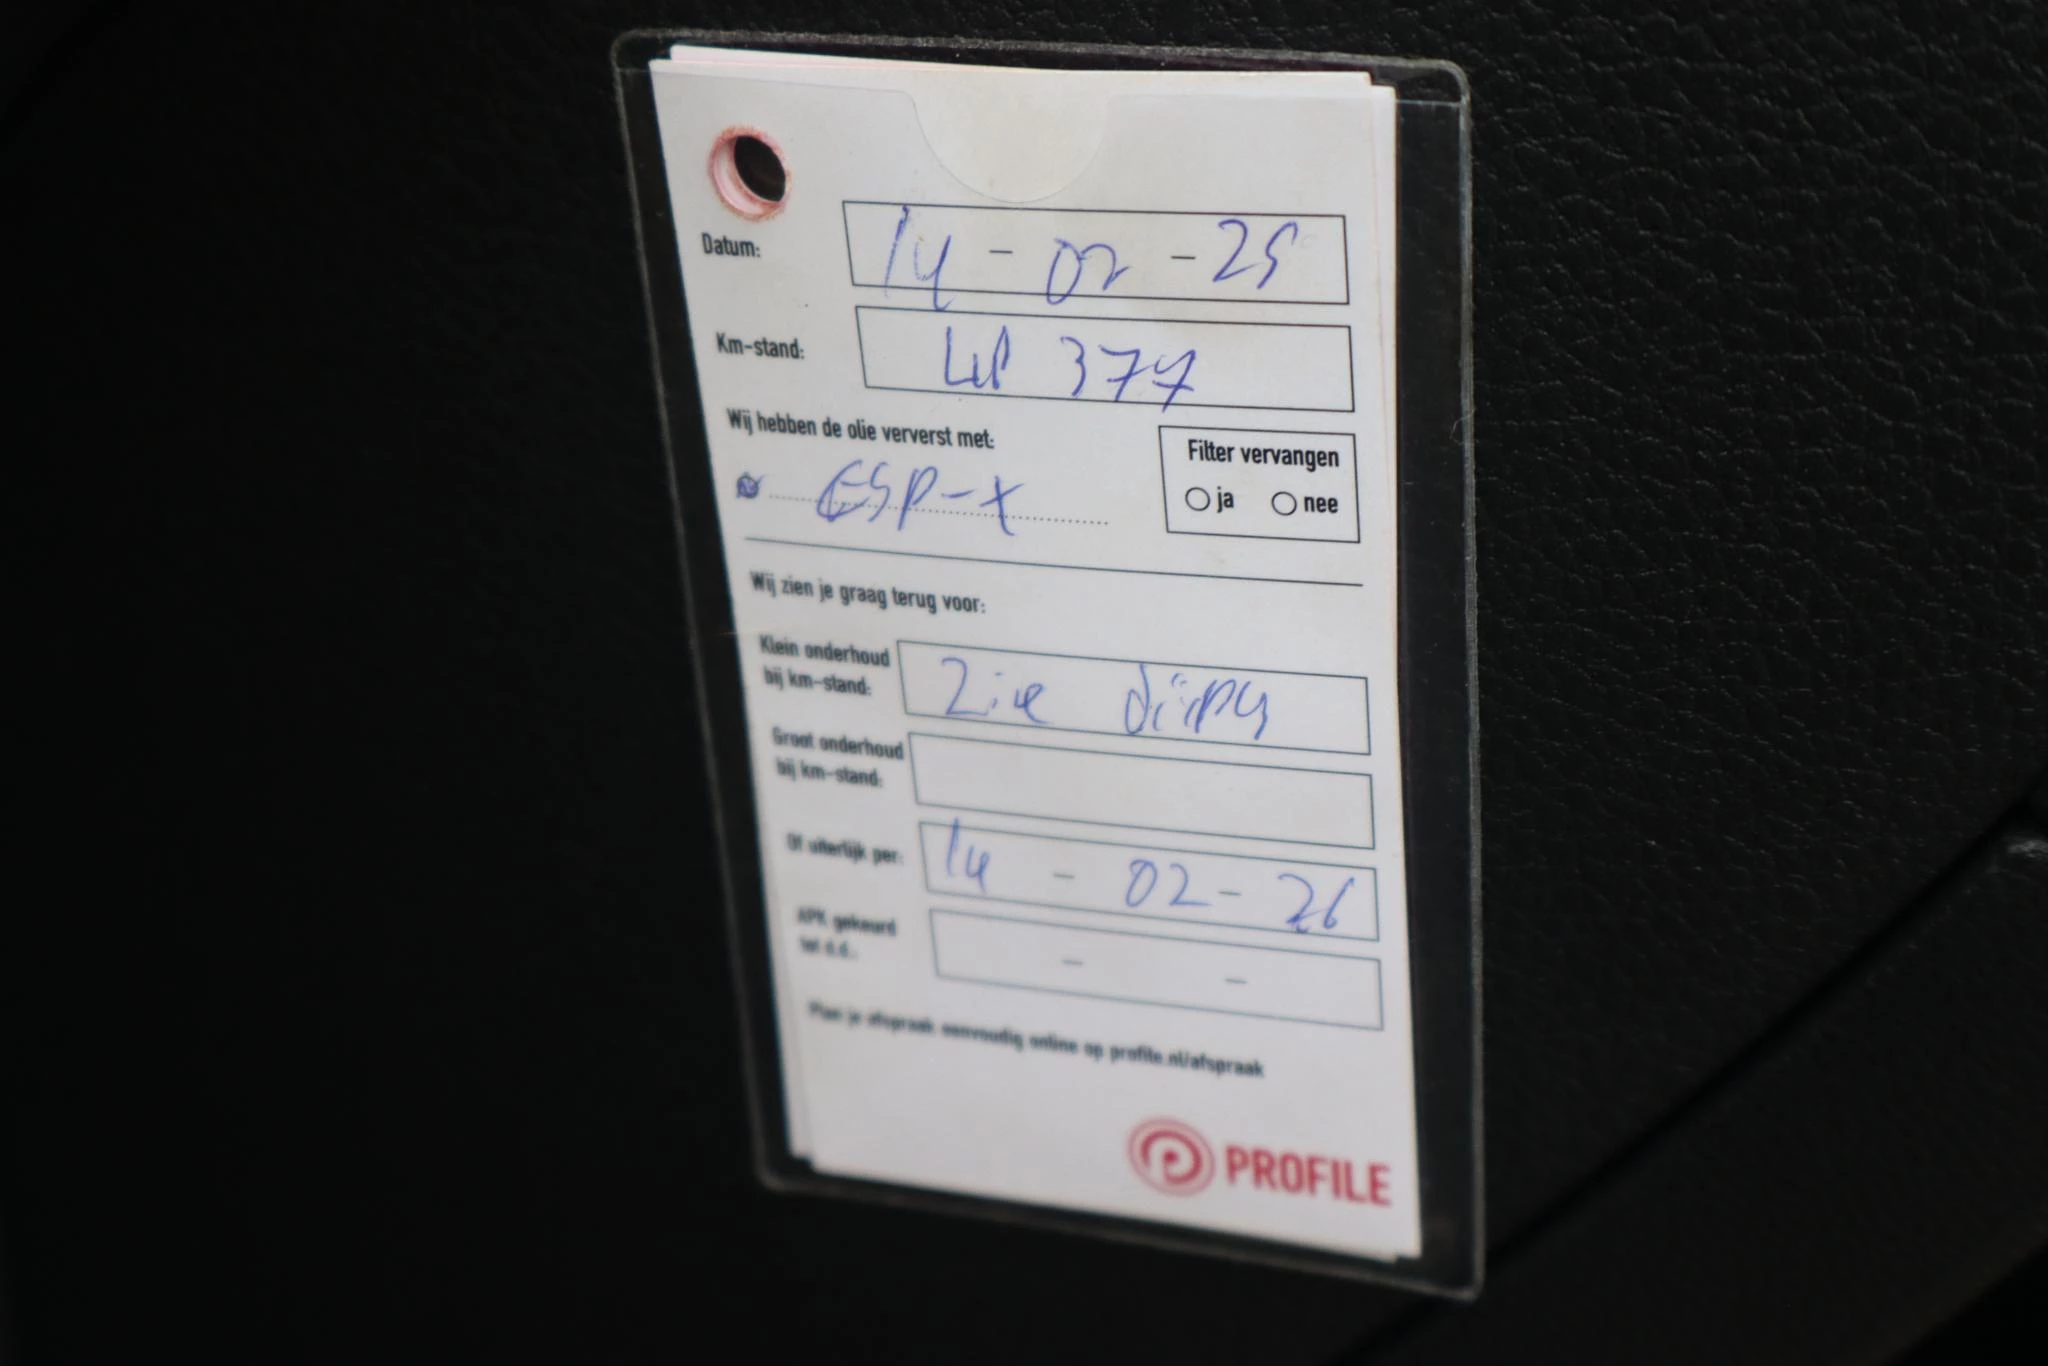 Datum: 14 - 02 - 25
Km-stand: 377
Wij hebben de olie ververst met:
ESP-X
Filter vervangen
ja nee
Wij zien je graag terug voor:
Klein onderhoud
bij km-stand: Zie
Groot onderhoud
bij km-stand:
Of uiterlijk per: 14 - 02 - 26
APK gekeurd
tot d.d.: - -
Plan je afspraak eenvoudig online op profile.nl/afspraak
PROFILE